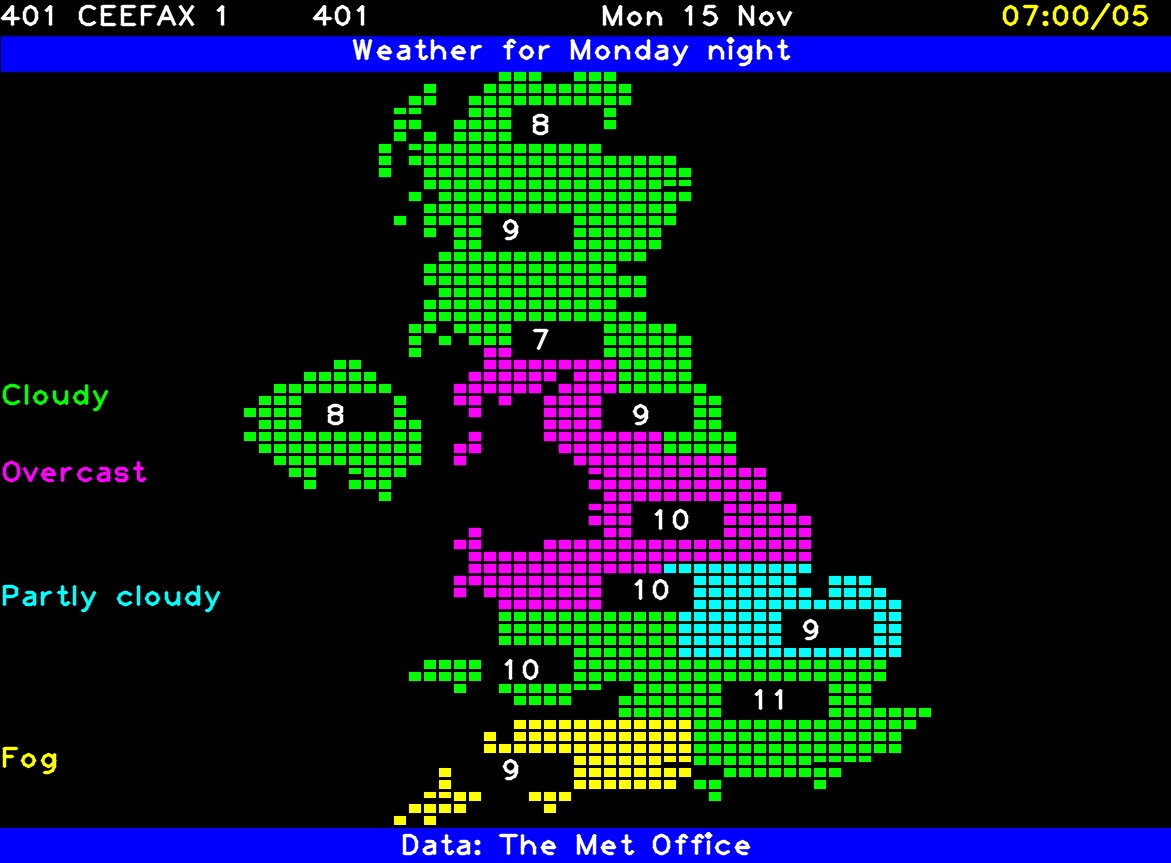 401 CEEFAX 1 401 Mon 15 Nov 07:00/05
Weather for Monday night
8
9
7
Cloudy
8
9
Overcast
10
10
Partly cloudy
9
10
11
Fog
9
Data: The Met Office